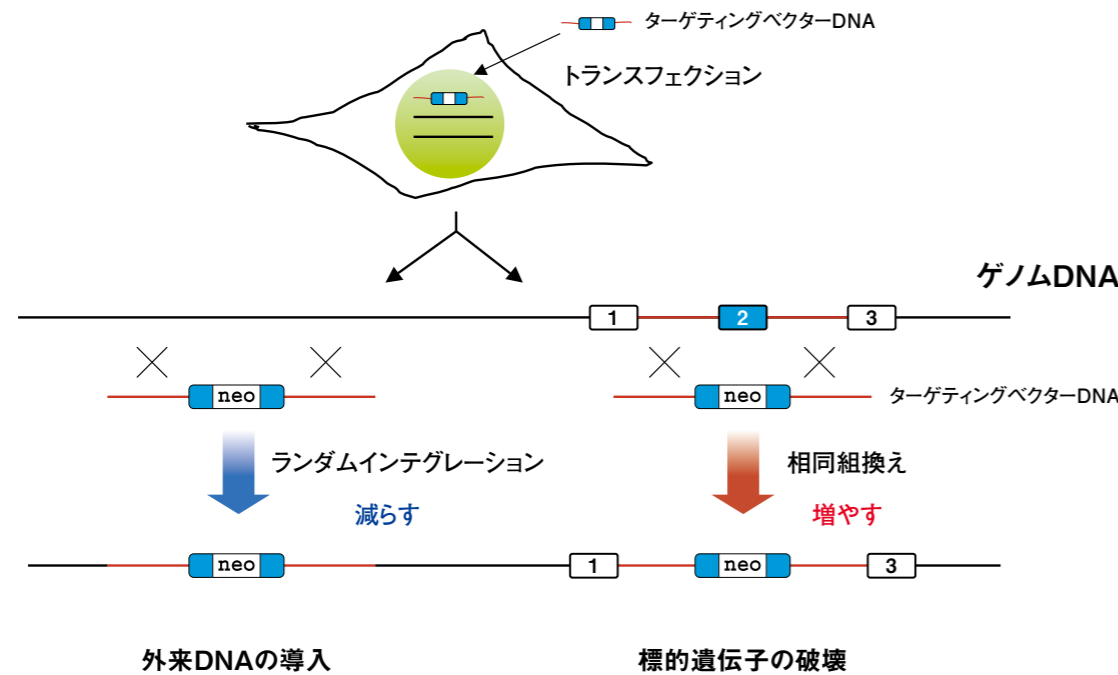 ターゲティングベクターDNA
トランスフェクション
ゲノムDNA
1 2 3
neo neo ターゲティングベクターDNA
ランダムインテグレーション 相同組換え
減らす 増やす
neo 1 neo 3
外来DNAの導入 標的遺伝子の破壊